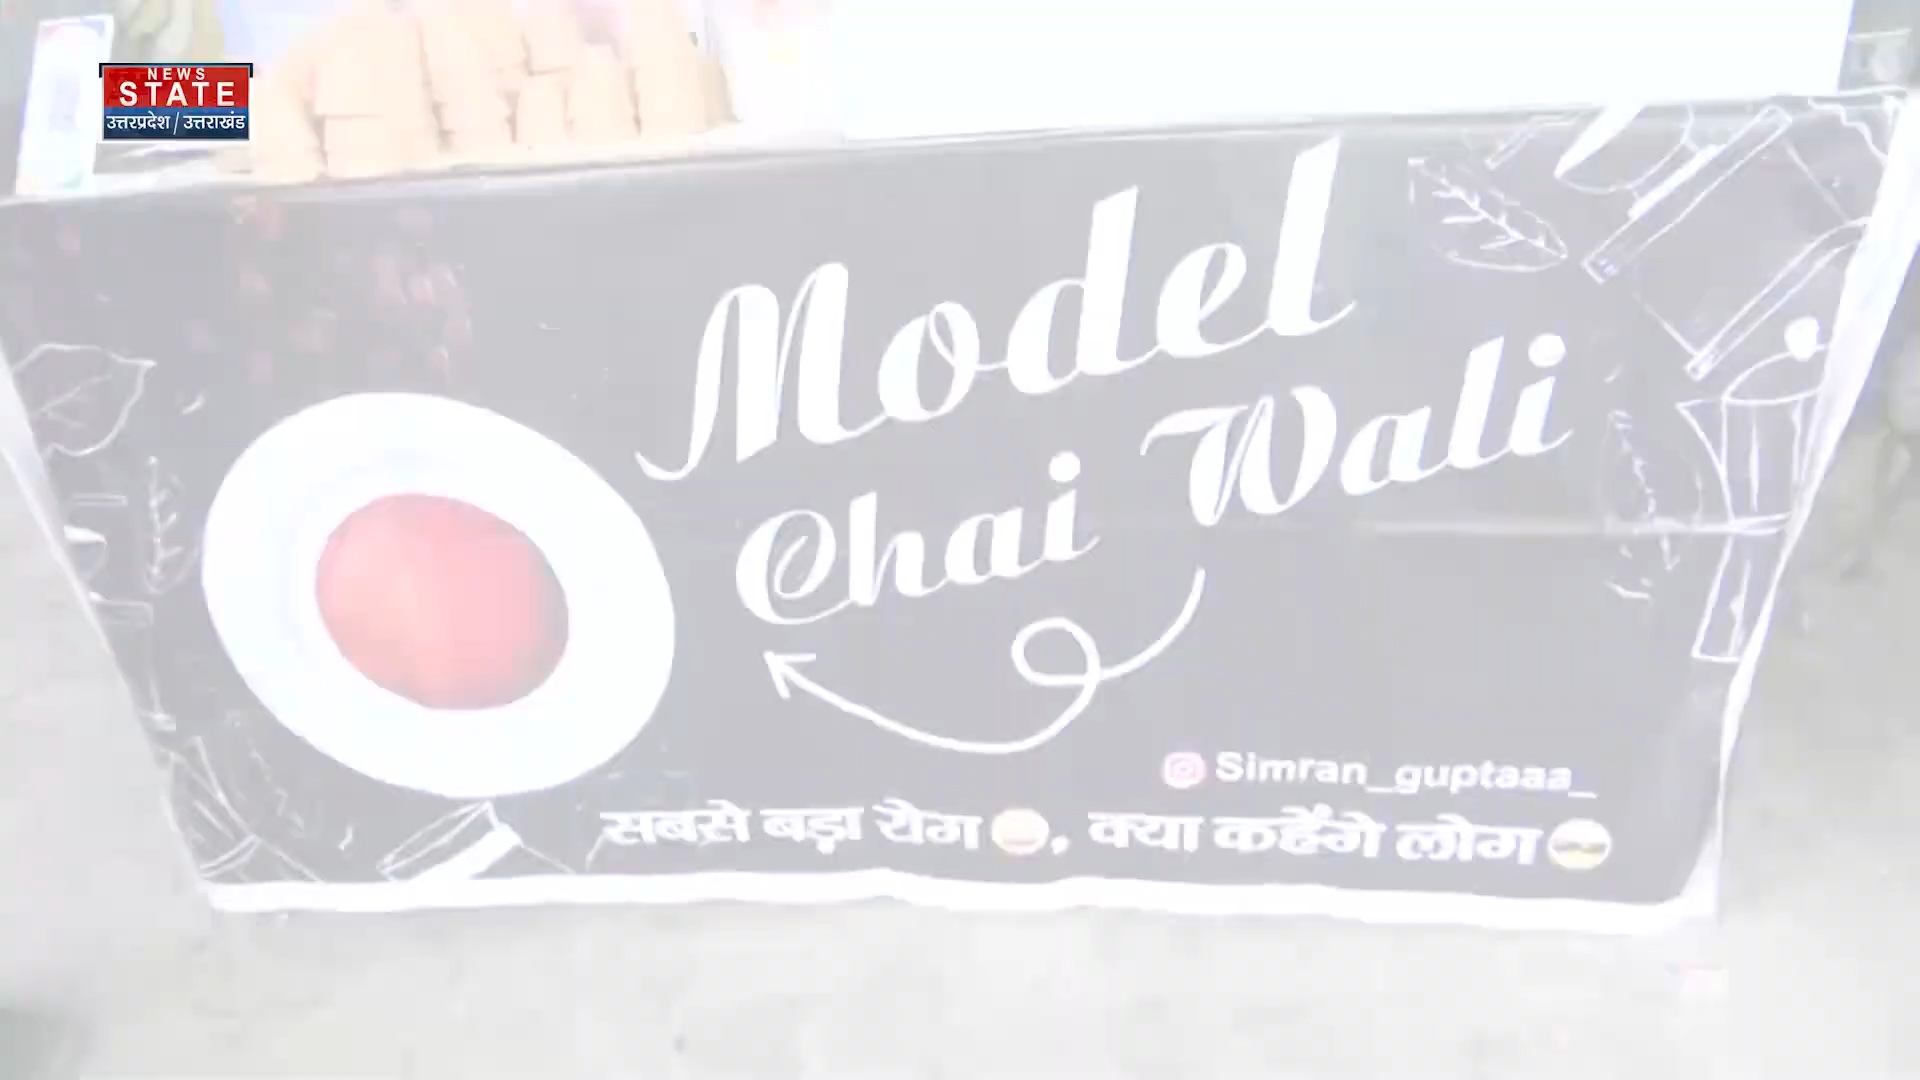 NEWS
STATE
उत्तरप्रदेश / उत्तराखंड
Model
Chai Wali
Simran_guptaaa_
सबसे बड़ा रोग , क्या कहेंगे लोग